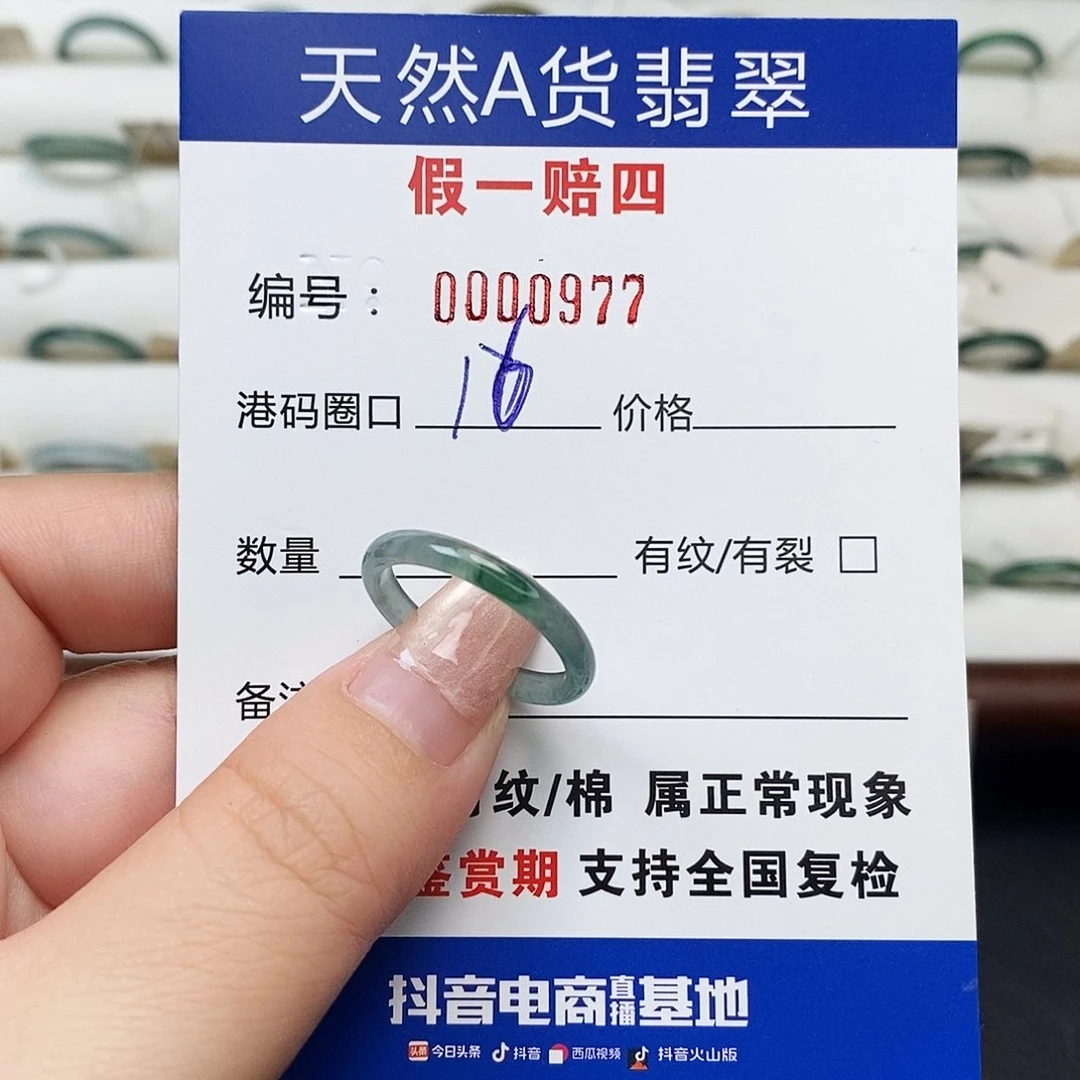 天然A货翡翠
假一赔四
编号： 0000977
港码圈口 16 价格
数量 有纹/有裂 □
备
纹/棉 属正常现象
鉴赏期 支持全国复检
抖音电商直播基地
头条 今日头条 抖音 西瓜视频 抖音火山版